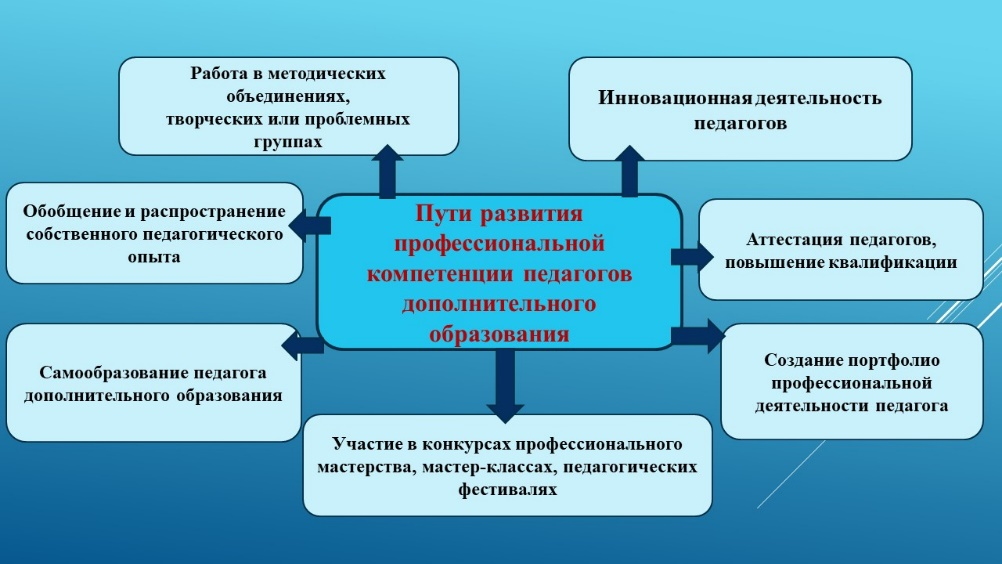 Работа в методических
объединениях,
творческих или проблемных
группах
Инновационная деятельность
педагогов
Обобщение и распространение
собственного педагогического
опыта
Пути развития
профессиональной
компетенции педагогов
дополнительного
образования
Аттестация педагогов,
повышение квалификации
Самообразование педагога
дополнительного образования
Создание портфолио
профессиональной
деятельности педагога
Участие в конкурсах профессионального
мастерства, мастер-классах, педагогических
фестивалях